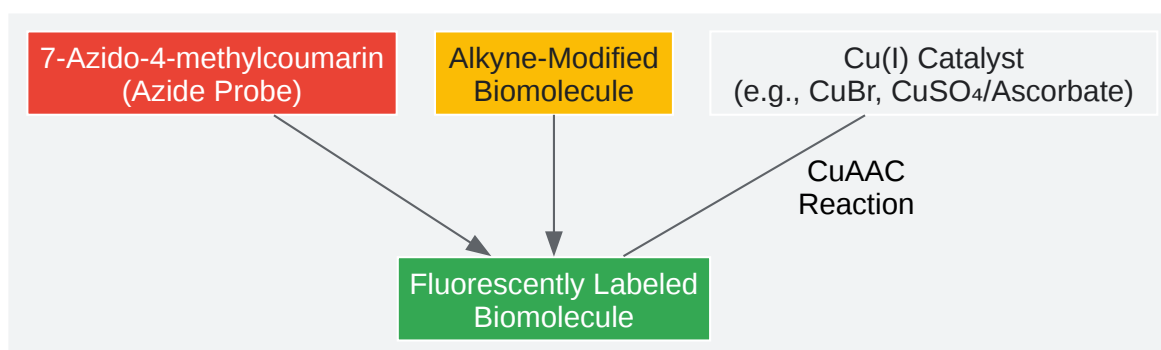 7-Azido-4-methylcoumarin
(Azide Probe)
Alkyne-Modified
Biomolecule
Cu(I) Catalyst
(e.g., CuBr, CuSO₄/Ascorbate)
CuAAC
Reaction
Fluorescently Labeled
Biomolecule